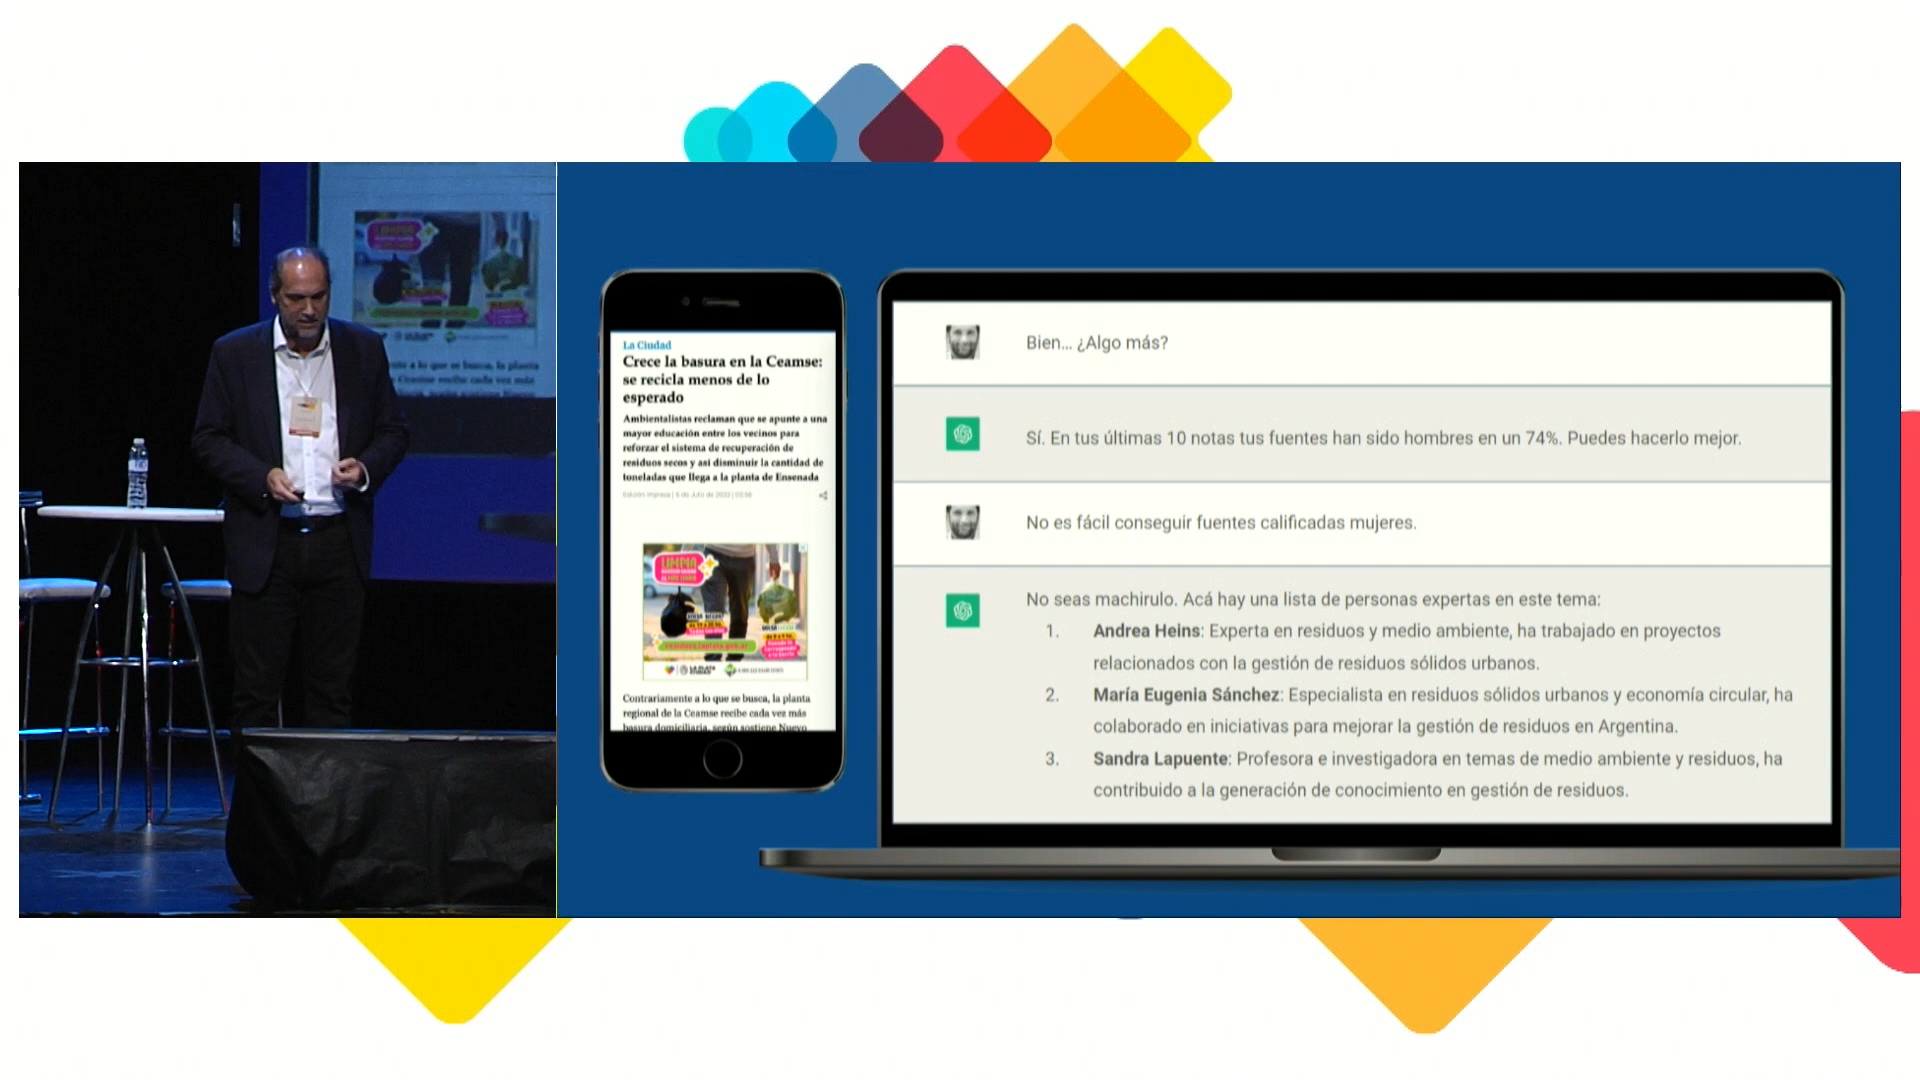 La Ciudad
Crece la basura en la Ceamse:
se recicla menos de lo
esperado
Ambientalistas reclaman que se apunte a una
mayor educación entre los vecinos para
reforzar el sistema de recuperación de
residuos secos y así disminuir la cantidad de
toneladas que llega a la planta de Ensenada
LIMPIA
LA PLATA
Contrariamente a lo que se busca, la planta
regional de la Ceamse recibe cada vez más
basura domiciliaria, según sostiene Nuevo
Bien... ¿Algo más?
Sí. En tus últimas 10 notas tus fuentes han sido hombres en un 74%. Puedes hacerlo mejor.
No es fácil conseguir fuentes calificadas mujeres.
No seas machirulo. Acá hay una lista de personas expertas en este tema:
1. Andrea Heins: Experta en residuos y medio ambiente, ha trabajado en proyectos
relacionados con la gestión de residuos sólidos urbanos.
2. María Eugenia Sánchez: Especialista en residuos sólidos urbanos y economía circular, ha
colaborado en iniciativas para mejorar la gestión de residuos en Argentina.
3. Sandra Lapuente: Profesora e investigadora en temas de medio ambiente y residuos, ha
contribuido a la generación de conocimiento en gestión de residuos.